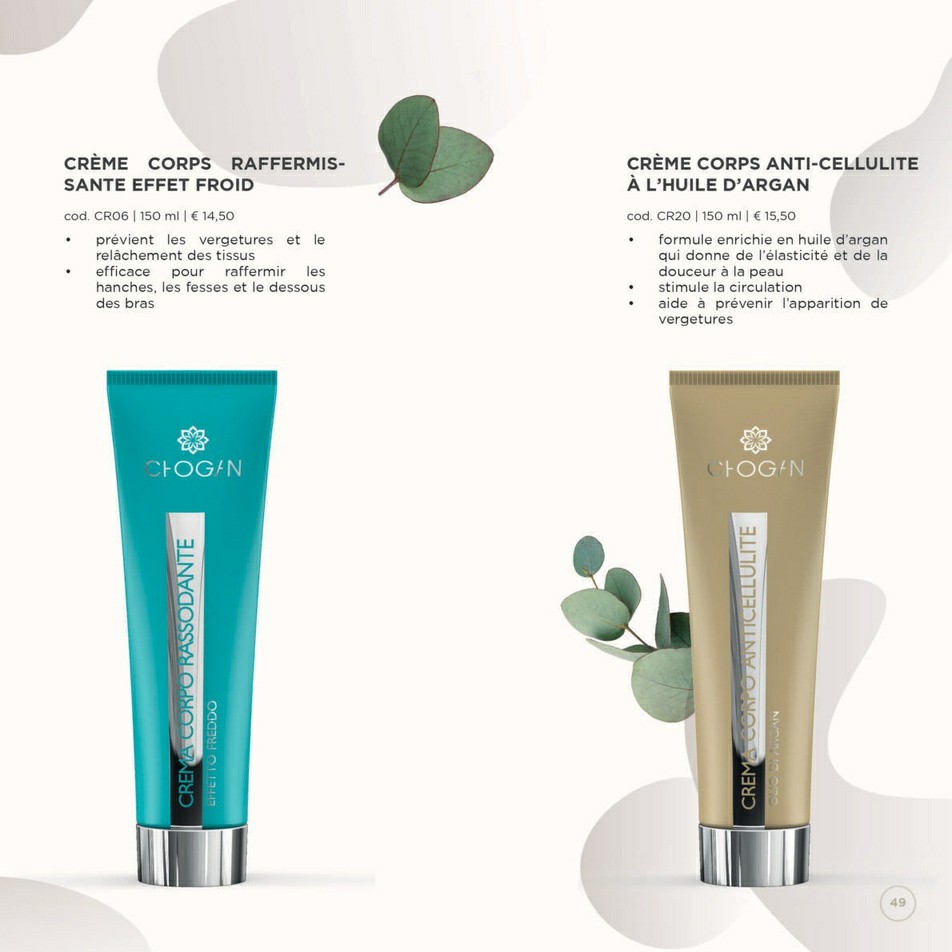 CRÈME CORPS RAFFERMIS-
SANTE EFFET FROID
cod. CR06 | 150 ml | € 14,50
• prévient les vergetures et le
relâchement des tissus
• efficace pour raffermir les
hanches, les fesses et le dessous
des bras
CHOGAN
CREMA CORPO RASSODANTE
EFFETTO FREDDO
CRÈME CORPS ANTI-CELLULITE
À L’HUILE D’ARGAN
cod. CR20 | 150 ml | € 15,50
• formule enrichie en huile d’argan
qui donne de l’élasticité et de la
douceur à la peau
• stimule la circulation
• aide à prévenir l’apparition de
vergetures
CHOGAN
CREMA CORPO ANTICELLULITE
OLIO DI ARGAN
49